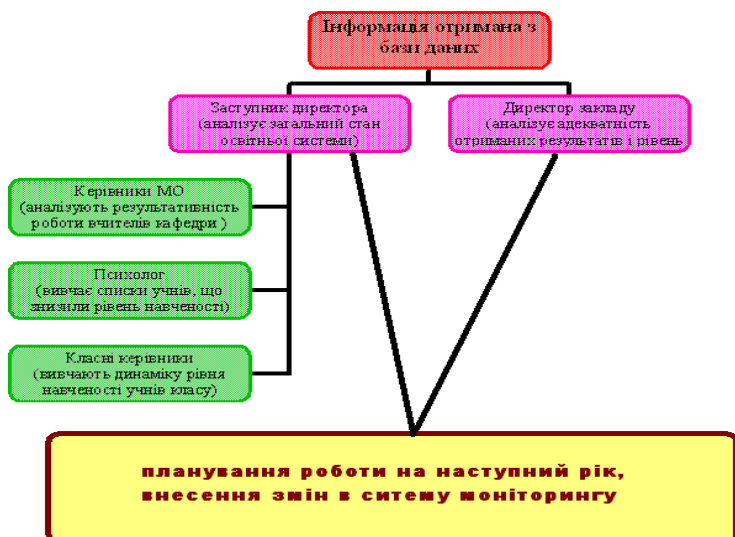 Інформація отримана з
бази даних
Заступник директора
(аналізує загальний стан
освітньої системи)
Директор закладу
(аналізує адекватність
отриманих результатів і рівень
Керівники МО
(аналізують результативність
роботи вчителів кафедри )
Психолог
(вивчає списки учнів, що
знизили рівень навченості)
Класні керівники
(вивчають динаміку рівня
навченості учнів класу)
планування роботи на наступний рік,
внесення змін в ситему моніторингу